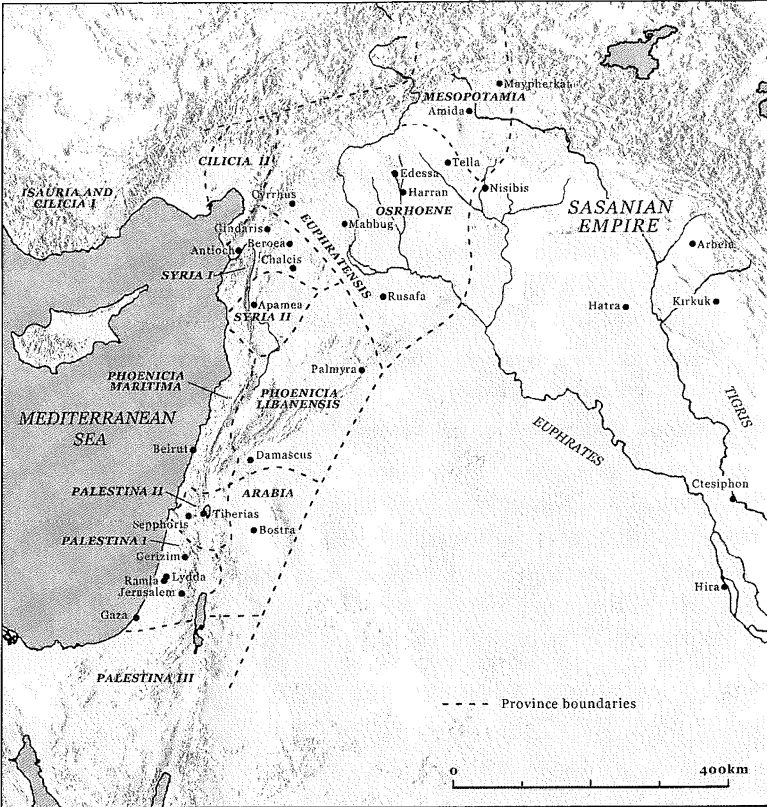 Maypherkat
MESOPOTAMIA
Amida
CILICIA II
Tella
Edessa
ISAURIA AND
CILICIA I
Cyrrhus
Harran
Nisibis
OSRHOENE
SASANIAN
EMPIRE
Gindaris
Mabbug
EUPHRATENSIS
Antioch
Beroea
Arbela
Chalcis
SYRIA I
Rusafa
Apamea
SYRIA II
Hatra
Kirkuk
PHOENICIA
MARITIMA
Palmyra
PHOENICIA
LIBANENSIS
MEDITERRANEAN
SEA
TIGRIS
EUPHRATES
Beirut
Damascus
Ctesiphon
PALESTINA II
ARABIA
Tiberias
Sepphoris
Bostra
PALESTINA I
Gerizim
Ramla
Lydda
Jerusalem
Hira
Gaza
PALESTINA III
Province boundaries
0
400km